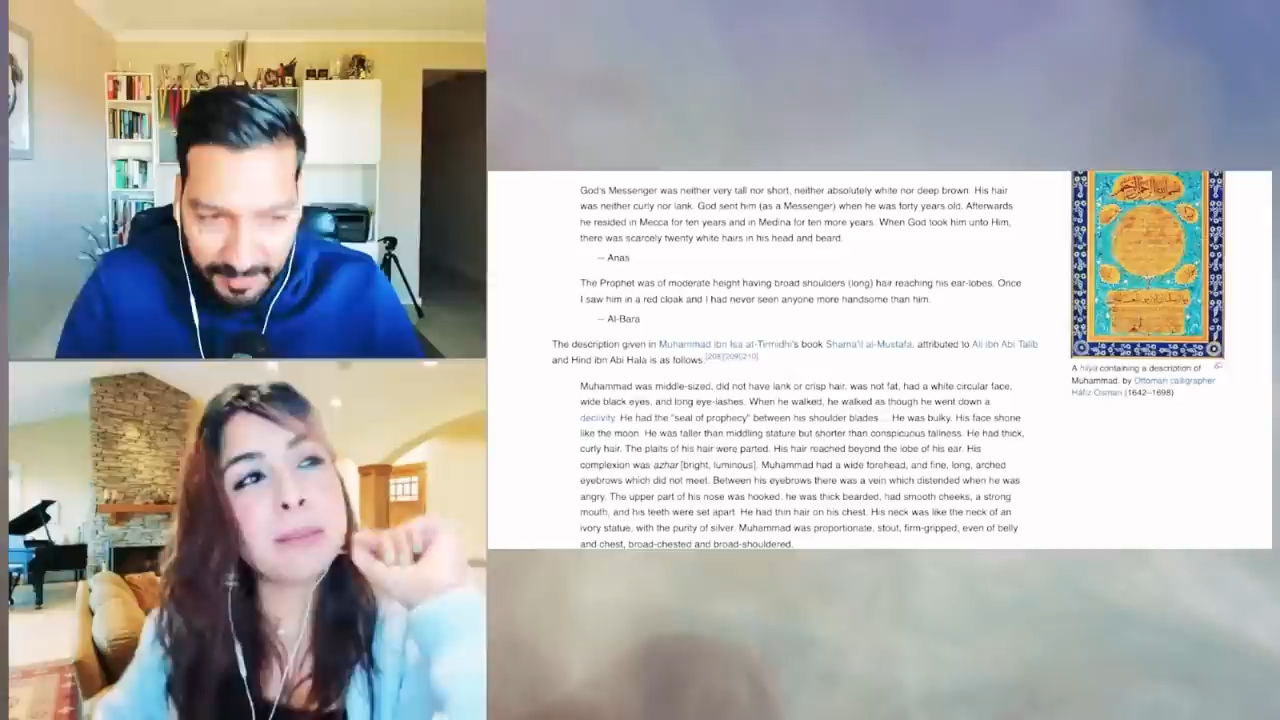 God's Messenger was neither very tall nor short, neither absolutely white nor deep brown. His hair
was neither curly nor lank. God sent him (as a Messenger) when he was forty years old. Afterwards
he resided in Mecca for ten years and in Medina for ten more years. When God took him unto Him,
there was scarcely twenty white hairs in his head and beard.
— Anas
The Prophet was of moderate height having broad shoulders (long) hair reaching his ear-lobes. Once
I saw him in a red cloak and I had never seen anyone more handsome than him.
— Al-Bara
The description given in Muhammad ibn Isa at-Tirmidhi's book Shama'il al-Mustafa, attributed to Ali ibn Abi Talib
and Hind ibn Abi Hala is as follows:[208][209][210]
Muhammad was middle-sized, did not have lank or crisp hair, was not fat, had a white circular face,
wide black eyes, and long eye-lashes. When he walked, he walked as though he went down a
declivity. He had the "seal of prophecy" between his shoulder blades ... He was bulky. His face shone
like the moon. He was taller than middling stature but shorter than conspicuous tallness. He had thick,
curly hair. The plaits of his hair were parted. His hair reached beyond the lobe of his ear. His
complexion was azhar [bright, luminous]. Muhammad had a wide forehead, and fine, long, arched
eyebrows which did not meet. Between his eyebrows there was a vein which distended when he was
angry. The upper part of his nose was hooked; he was thick bearded, had smooth cheeks, a strong
mouth, and his teeth were set apart. He had thin hair on his chest. His neck was like the neck of an
ivory statue, with the purity of silver. Muhammad was proportionate, stout, firm-gripped, even of belly
and chest, broad-chested and broad-shouldered.
A hilya containing a description of
Muhammad, by Ottoman calligrapher
Hâfiz Osman (1642–1698)